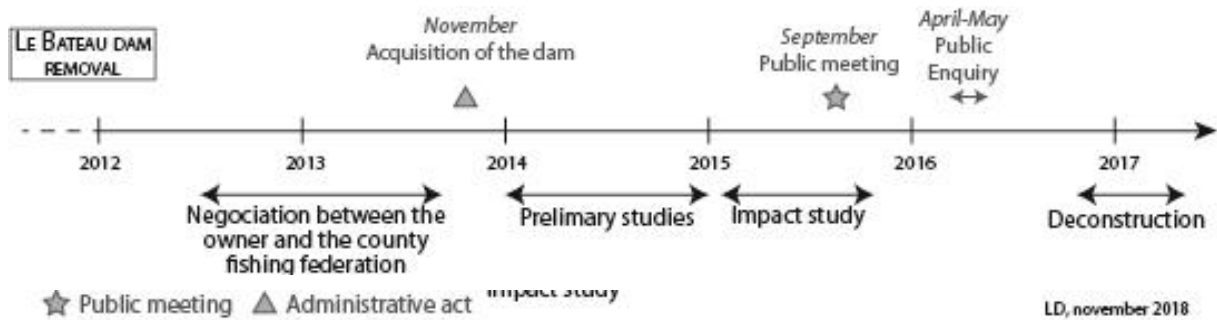 LE BATEAU DAM
REMOVAL
November
Acquisition of the dam
September
Public meeting
April-May
Public
Enquiry
2012
2013
2014
2015
2016
2017
Negociation between the
owner and the county
fishing federation
Prelimary studies
Impact study
Deconstruction
Public meeting
Administrative act
impact study
LD, november 2018